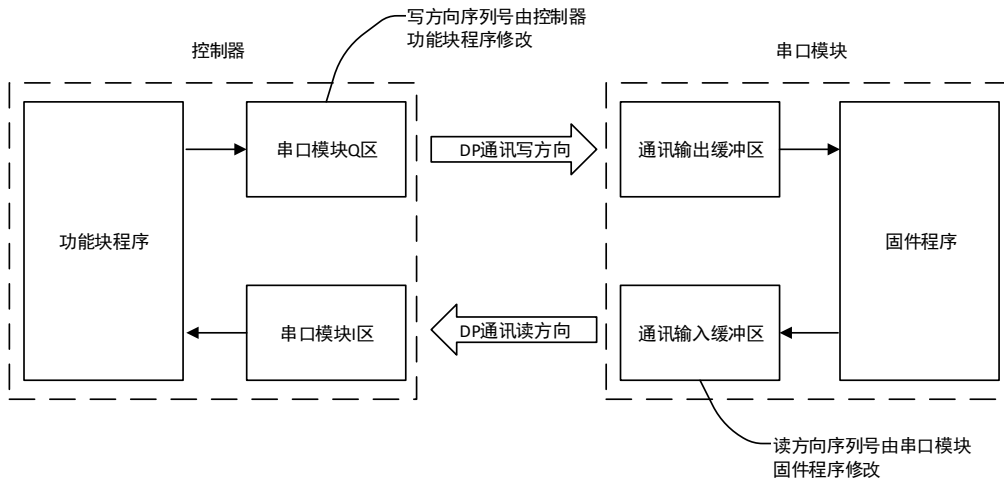 写方向序列号由控制器
功能块程序修改
控制器
串口模块
串口模块Q区
DP通讯写方向
通讯输出缓冲区
功能块程序
固件程序
串口模块I区
DP通讯读方向
通讯输入缓冲区
读方向序列号由串口模块
固件程序修改